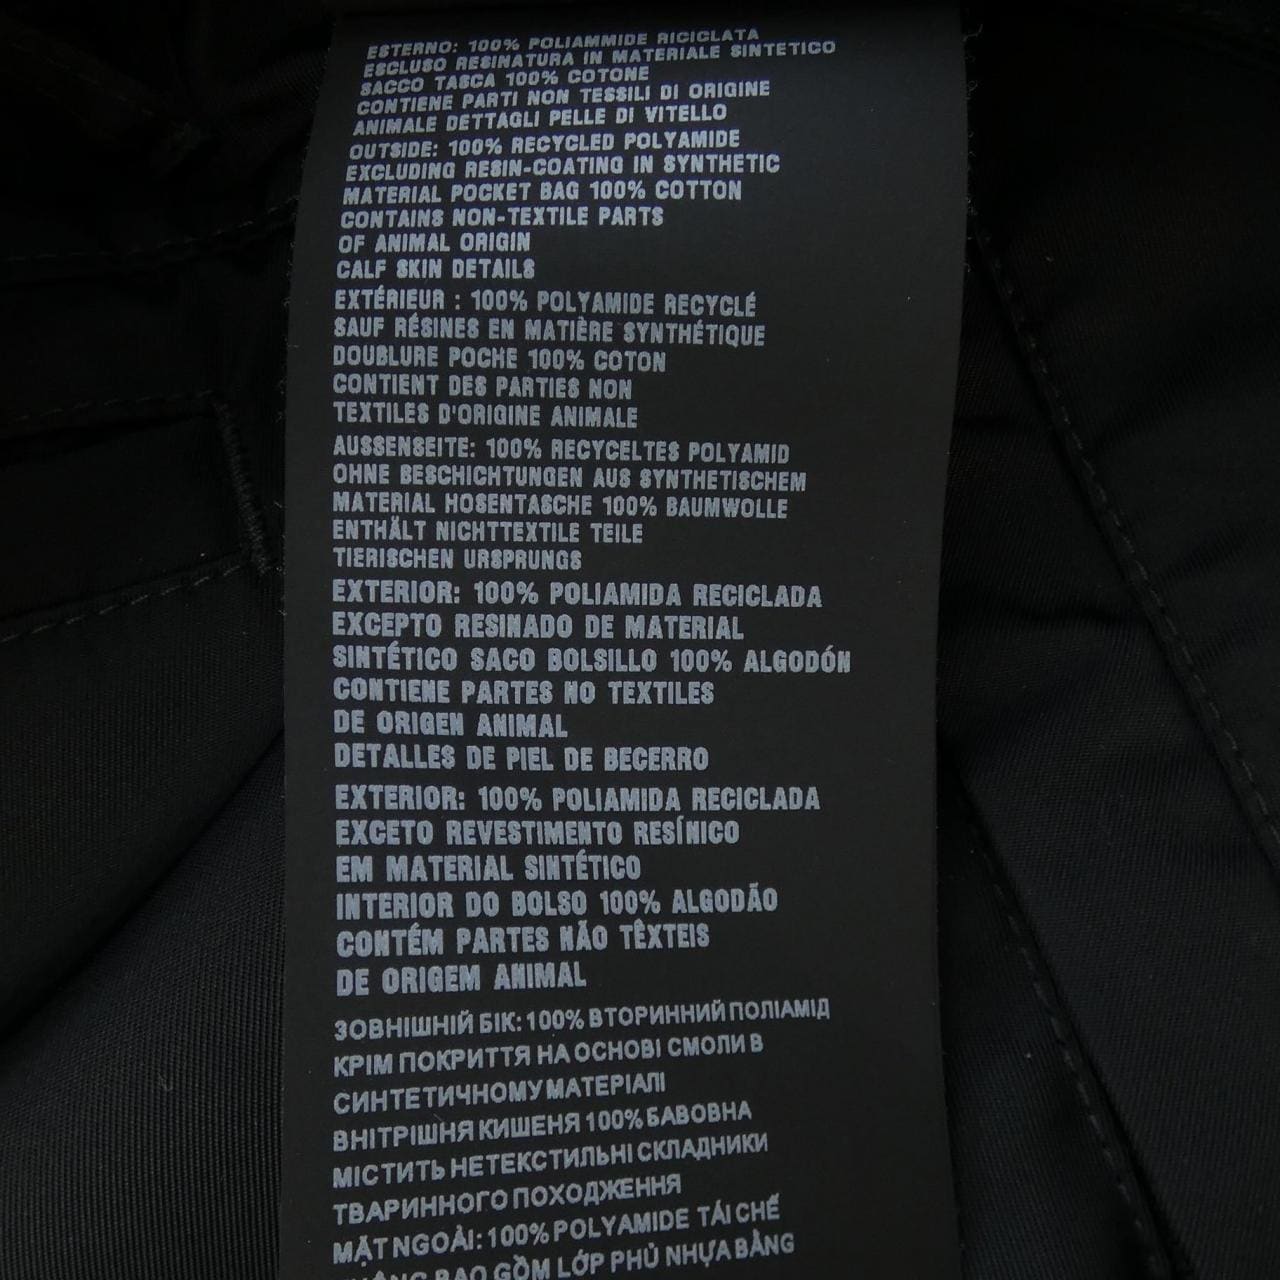 ESTERNO: 100% POLIAMMIDE RICICLATA
ESCLUSO RESINATURA IN MATERIALE SINTETICO
SACCO TASCA 100% COTONE
CONTIENE PARTI NON TESSILI DI ORIGINE
ANIMALE DETTAGLI PELLE DI VITELLO
OUTSIDE: 100% RECYCLED POLYAMIDE
EXCLUDING RESIN-COATING IN SYNTHETIC
MATERIAL POCKET BAG 100% COTTON
CONTAINS NON-TEXTILE PARTS
OF ANIMAL ORIGIN
CALF SKIN DETAILS
EXTÉRIEUR : 100% POLYAMIDE RECYCLÉ
SAUF RÉSINES EN MATIÈRE SYNTHÉTIQUE
DOUBLURE POCHE 100% COTON
CONTIENT DES PARTIES NON
TEXTILES D'ORIGINE ANIMALE
AUSSENSEITE: 100% RECYCELTES POLYAMID
OHNE BESCHICHTUNGEN AUS SYNTHETISCHEM
MATERIAL HOSENTASCHE 100% BAUMWOLLE
ENTHÄLT NICHTTEXTILE TEILE
TIERISCHEN URSPRUNGS
EXTERIOR: 100% POLIAMIDA RECICLADA
EXCEPTO RESINADO DE MATERIAL
SINTÉTICO SACO BOLSILLO 100% ALGODÓN
CONTIENE PARTES NO TEXTILES
DE ORIGEN ANIMAL
DETALLES DE PIEL DE BECERRO
EXTERIOR: 100% POLIAMIDA RECICLADA
EXCETO REVESTIMENTO RESÍNICO
EM MATERIAL SINTÉTICO
INTERIOR DO BOLSO 100% ALGODÃO
CONTÉM PARTES NÃO TÊXTEIS
DE ORIGEM ANIMAL
ЗОВНІШНІЙ БІК: 100% ВТОРИННИЙ ПОЛІАМІД
КРІМ ПОКРИТТЯ НА ОСНОВІ СМОЛИ В
СИНТЕТИЧНОМУ МАТЕРІАЛІ
ВНІТРІШНЯ КИШЕНЯ 100% БАВОВНА
МІСТИТЬ НЕТЕКСТИЛЬНІ СКЛАДНИКИ
ТВАРИННОГО ПОХОДЖЕННЯ
MẶT NGOÀI: 100% POLYAMIDE TÁI CHẾ
KHÔNG BAO GỒM LỚP PHỦ NHỰA BẰNG